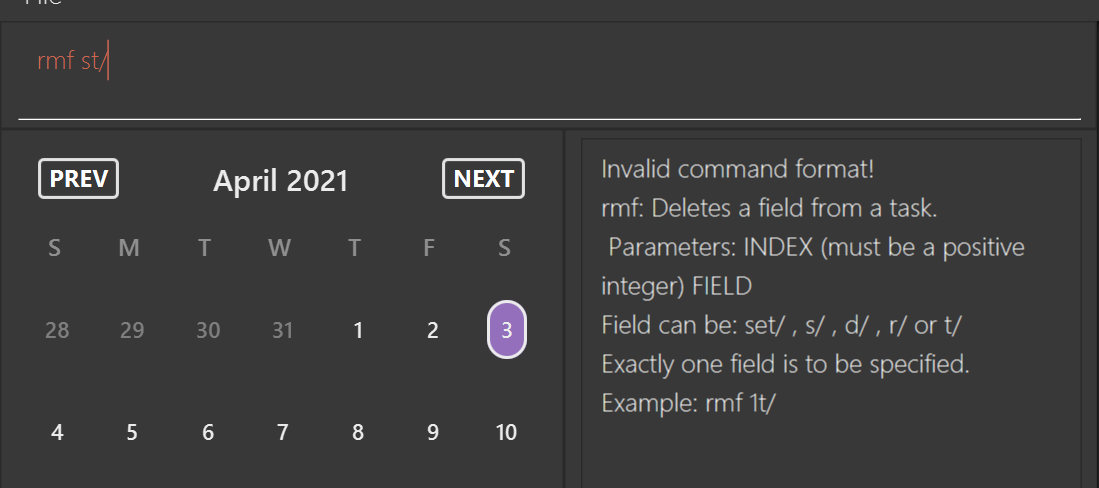 File
rmf st/
PREV April 2021 NEXT
S M T W T F S
28 29 30 31 1 2 3
4 5 6 7 8 9 10
Invalid command format!
rmf: Deletes a field from a task.
Parameters: INDEX (must be a positive
integer) FIELD
Field can be: set/ , s/ , d/ , r/ or t/
Exactly one field is to be specified.
Example: rmf 1t/